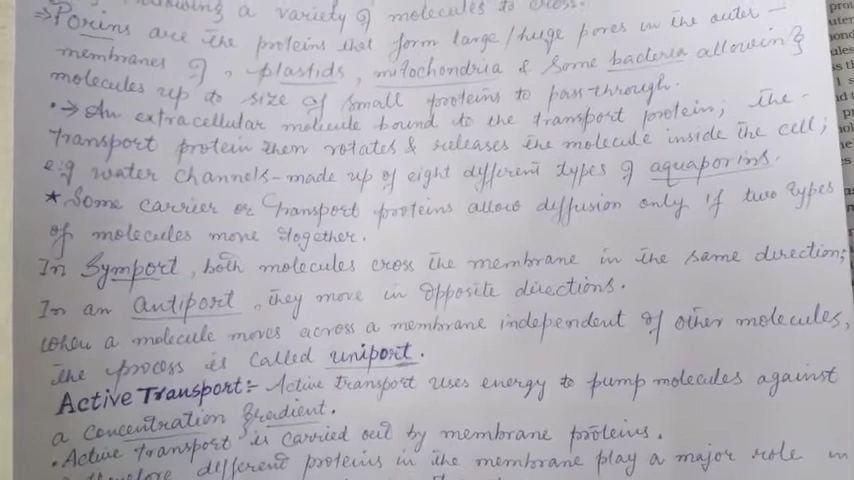 allowing a variety of molecules to cross.
⇒ Porins are the proteins that form large/huge pores in the outer -
membranes of, plastids, mitochondria & some bacteria allowing
molecules up to size of small proteins to pass-through.
• → An extracellular molecule bound to the transport protein; the -
transport protein then rotates & releases the molecule inside the cell;
e.g water channels - made up of eight different types of aquaporins.
* Some carrier or transport proteins allow diffusion only if two types
of molecules move together.
In Symport, both molecules cross the membrane in the same direction;
In an antiport, they move in opposite directions.
When a molecule moves across a membrane independent of other molecules,
the process is called uniport.
Active Transport:- Active transport uses energy to pump molecules against
a concentration gradient.
• Active transport is carried out by membrane proteins.
therefore different proteins in the membrane play a major role in